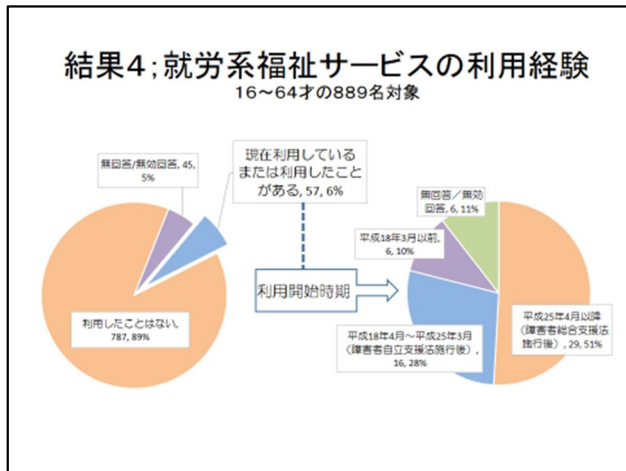 結果4;就労系福祉サービスの利用経験
16～64才の889名対象
無回答/無効回答, 45,
5%
現在利用している
または利用したこと
がある, 57, 6%
利用したことはない,
787, 89%
利用開始時期
無回答／無効
回答, 6, 11%
平成18年3月以前,
6, 10%
平成18年4月～平成25年3月
（障害者自立支援法施行後）,
16, 28%
平成25年4月以降
（障害者総合支援法
施行後）, 29, 51%